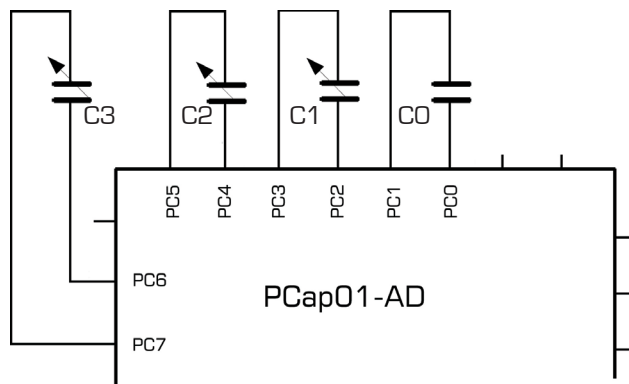 C3 C2 C1 C0
PC5 PC4 PC3 PC2 PC1 PC0
PC6
PCap01-AD
PC7